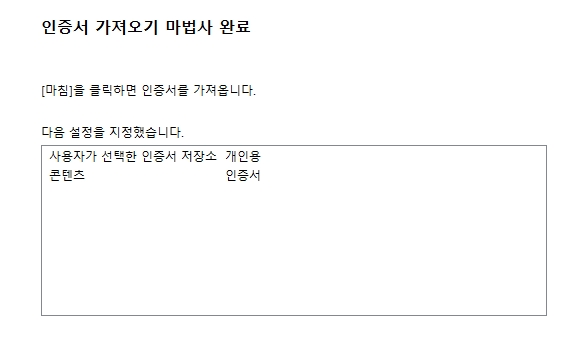 인증서 가져오기 마법사 완료
[마침]을 클릭하면 인증서를 가져옵니다.
다음 설정을 지정했습니다.
사용자가 선택한 인증서 저장소 개인용
콘텐츠 인증서